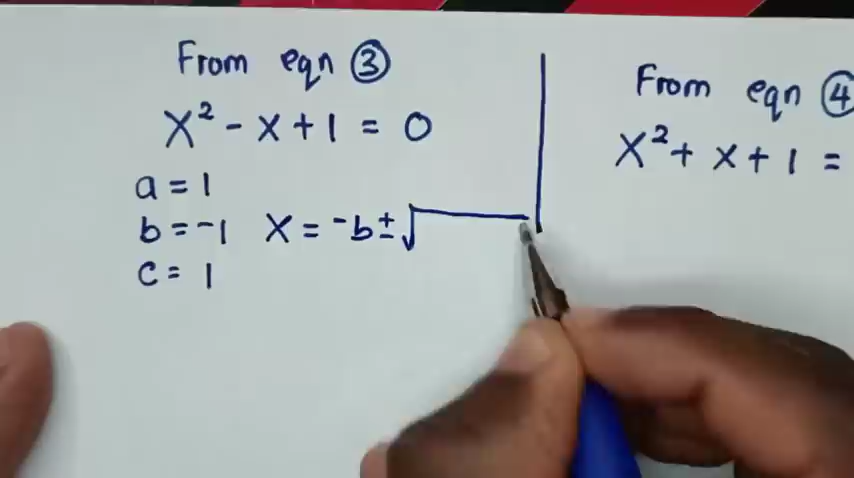 From eqn ③
x² - x + 1 = 0
a = 1
b = -1 x = -b ± √
c = 1
From eqn ④
x² + x + 1 =